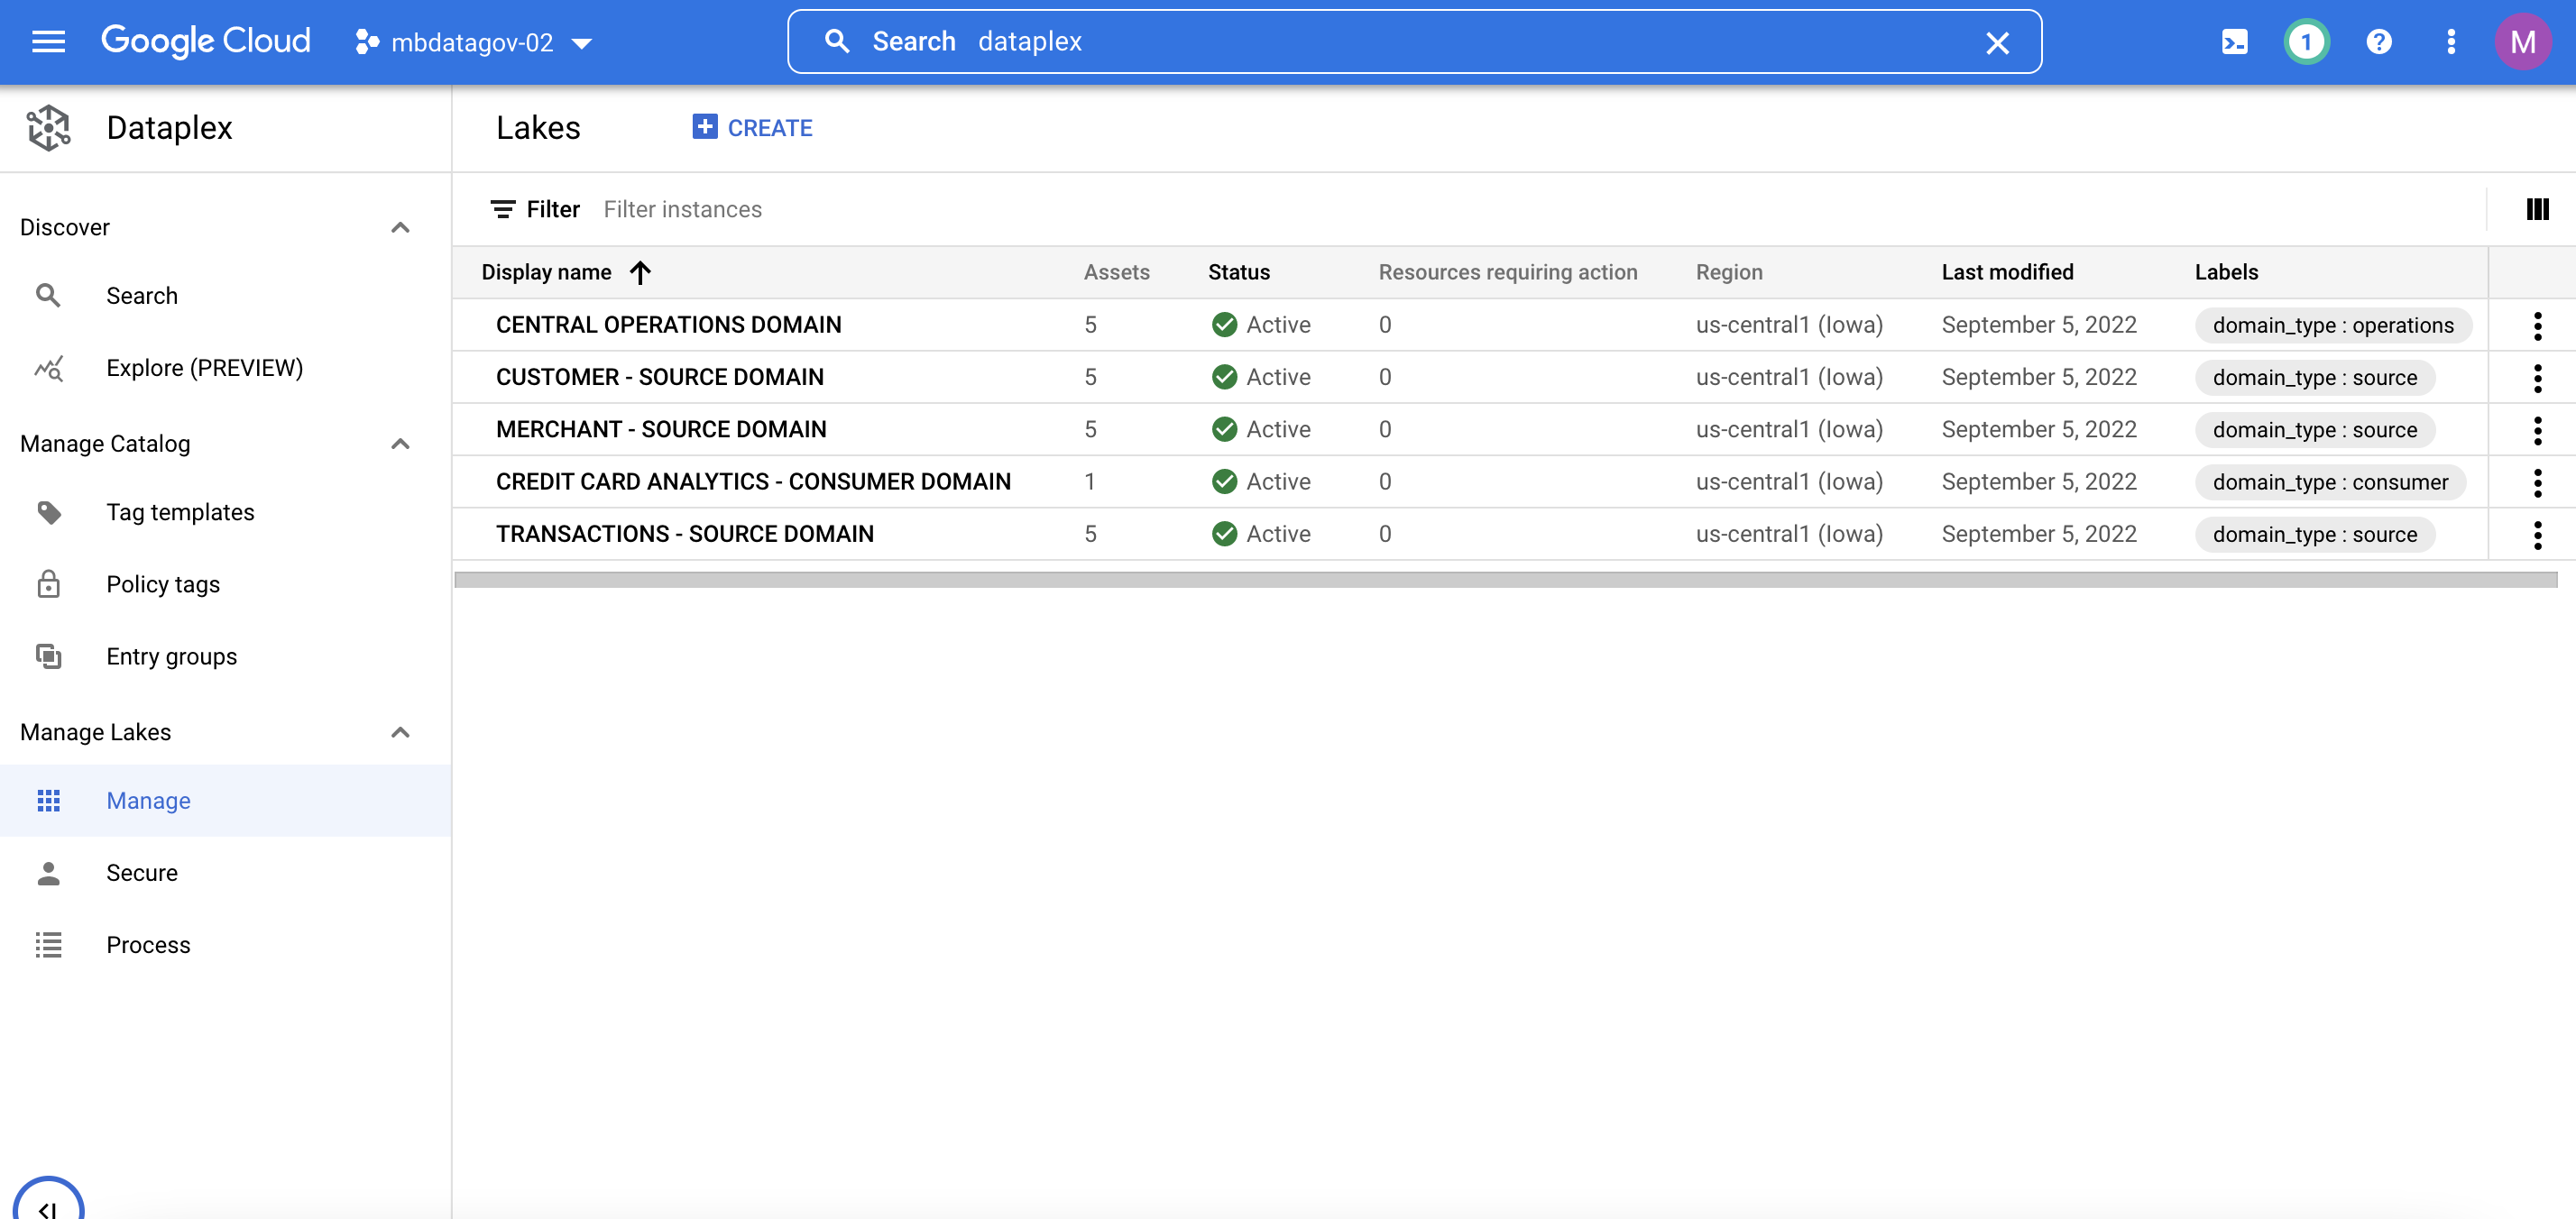 Google Cloud mbdatagov-02 Search dataplex 1 M
Dataplex
Lakes CREATE
Discover
Search
Explore (PREVIEW)
Manage Catalog
Tag templates
Policy tags
Entry groups
Manage Lakes
Manage
Secure
Process
Filter Filter instances
Display name Assets Status Resources requiring action Region Last modified Labels
CENTRAL OPERATIONS DOMAIN 5 Active 0 us-central1 (Iowa) September 5, 2022 domain_type : operations
CUSTOMER - SOURCE DOMAIN 5 Active 0 us-central1 (Iowa) September 5, 2022 domain_type : source
MERCHANT - SOURCE DOMAIN 5 Active 0 us-central1 (Iowa) September 5, 2022 domain_type : source
CREDIT CARD ANALYTICS - CONSUMER DOMAIN 1 Active 0 us-central1 (Iowa) September 5, 2022 domain_type : consumer
TRANSACTIONS - SOURCE DOMAIN 5 Active 0 us-central1 (Iowa) September 5, 2022 domain_type : source